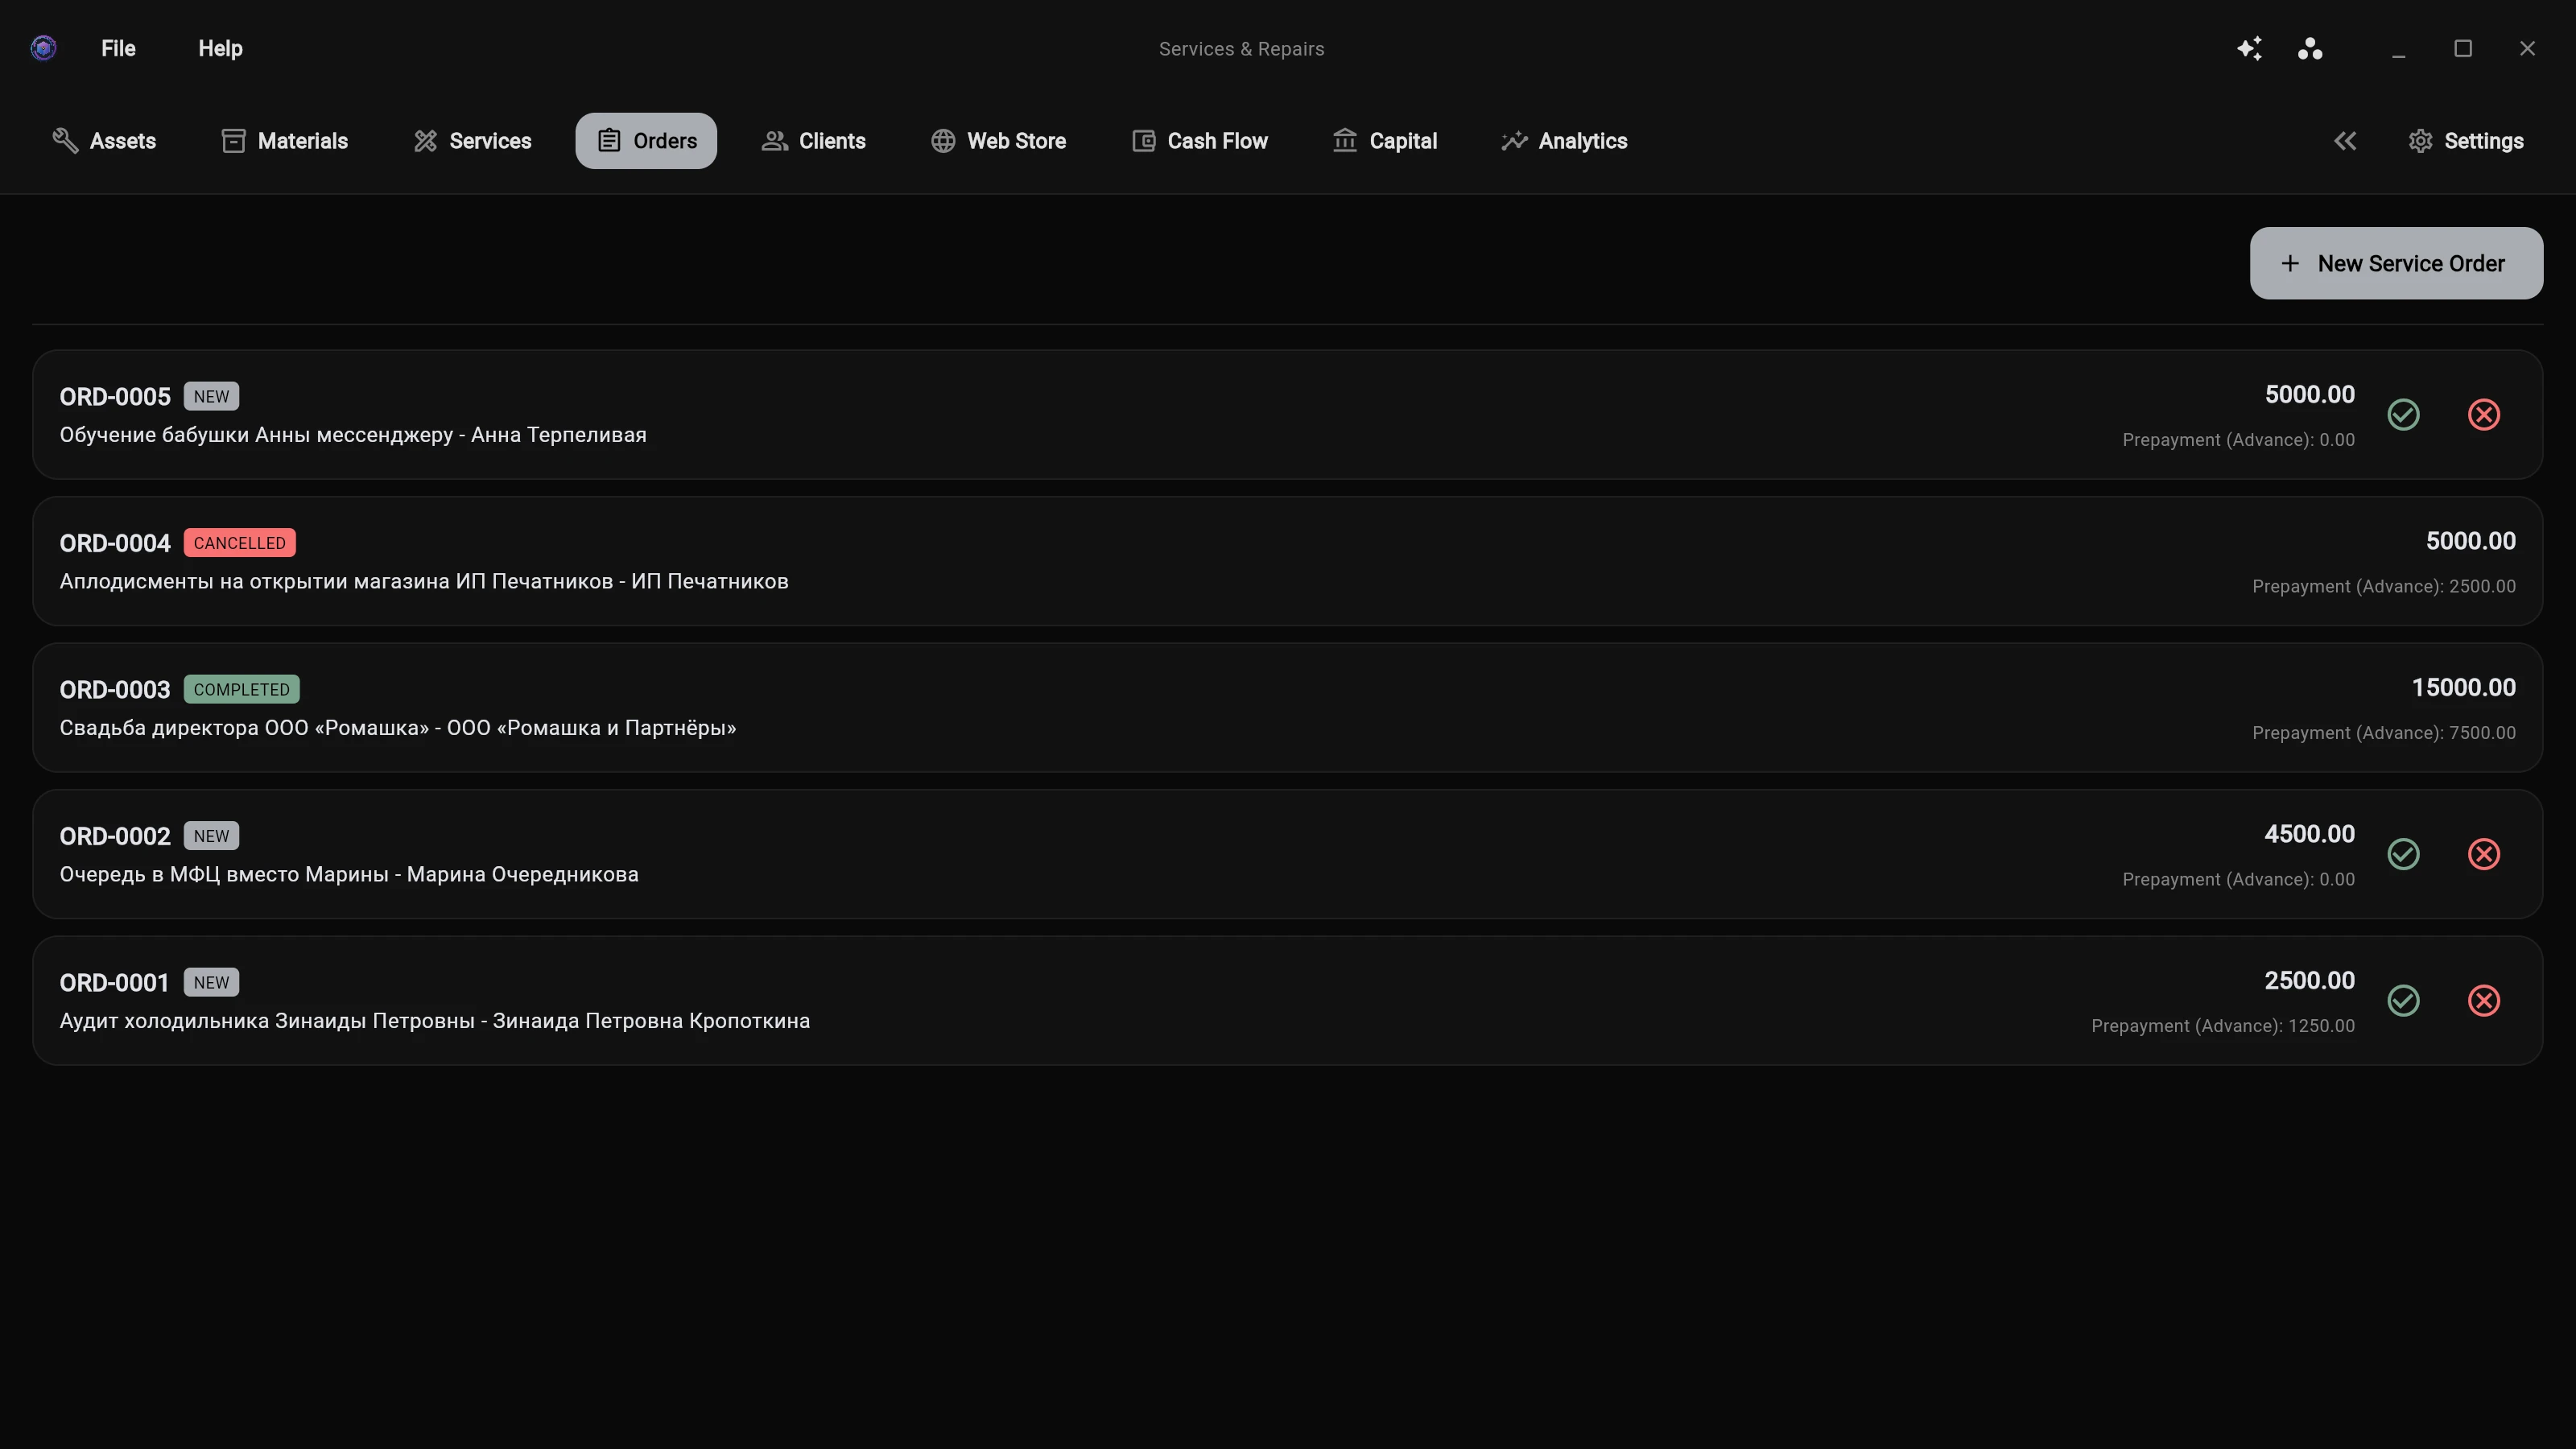 File Help Services & Repairs
Assets Materials Services Orders Clients Web Store Cash Flow Capital Analytics Settings
+ New Service Order
ORD-0005 NEW 5000.00
Обучение бабушки Анны мессенджеру - Анна Терпеливая
Prepayment (Advance): 0.00
ORD-0004 CANCELLED 5000.00
Аплодисменты на открытии магазина ИП Печатников - ИП Печатников
Prepayment (Advance): 2500.00
ORD-0003 COMPLETED 15000.00
Свадьба директора ООО «Ромашка» - ООО «Ромашка и Партнёры»
Prepayment (Advance): 7500.00
ORD-0002 NEW 4500.00
Очередь в МФЦ вместо Марины - Марина Очередникова
Prepayment (Advance): 0.00
ORD-0001 NEW 2500.00
Аудит холодильника Зинаиды Петровны - Зинаида Петровна Кропоткина
Prepayment (Advance): 1250.00